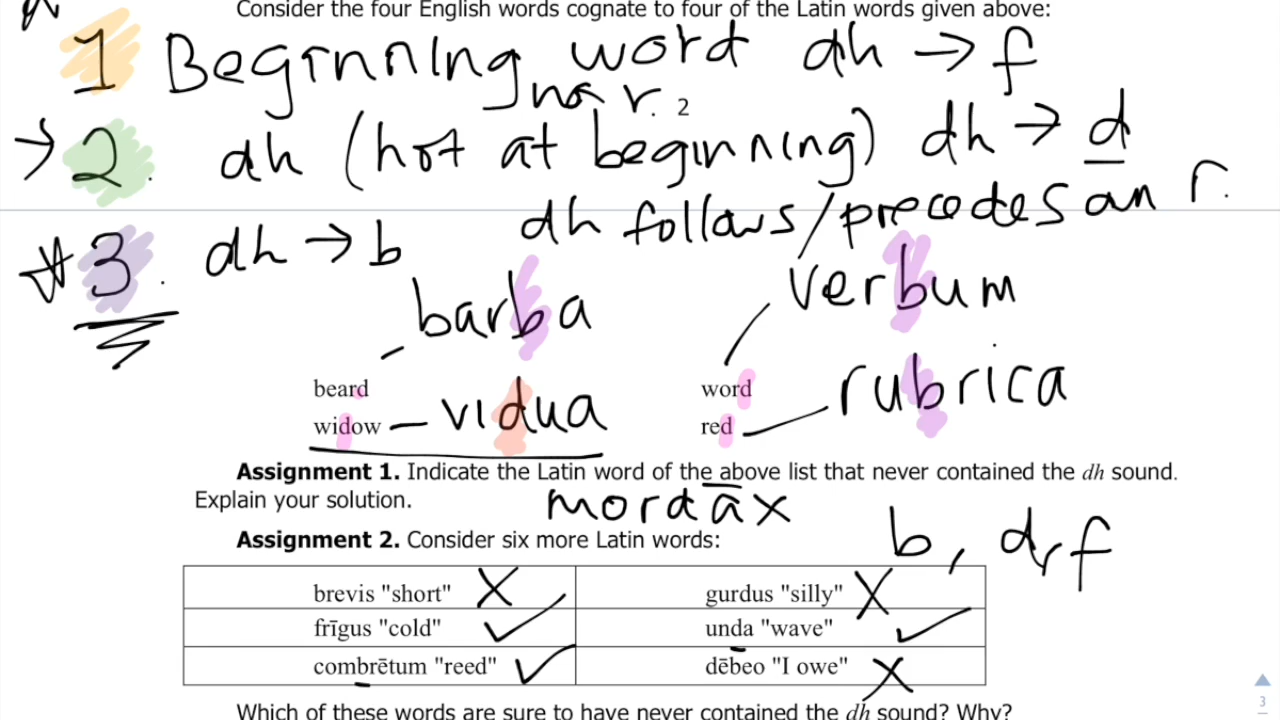 Consider the four English words cognate to four of the Latin words given above:
1 Beginning word dh → f
no r. 2
→ 2. dh (not at beginning) dh → d
dh follows/precedes an r.
3. dh → b
barba
verbum
beard
word
rubrica
widow – vidua
red
Assignment 1. Indicate the Latin word of the above list that never contained the dh sound.
Explain your solution.
mordāx
b, d, f
Assignment 2. Consider six more Latin words:
brevis "short" X
gurdus "silly" X
frīgus "cold" ✓
unda "wave" ✓
combrētum "reed" ✓
dēbeo "I owe" X
3
Which of these words are sure to have never contained the dh sound? Why?